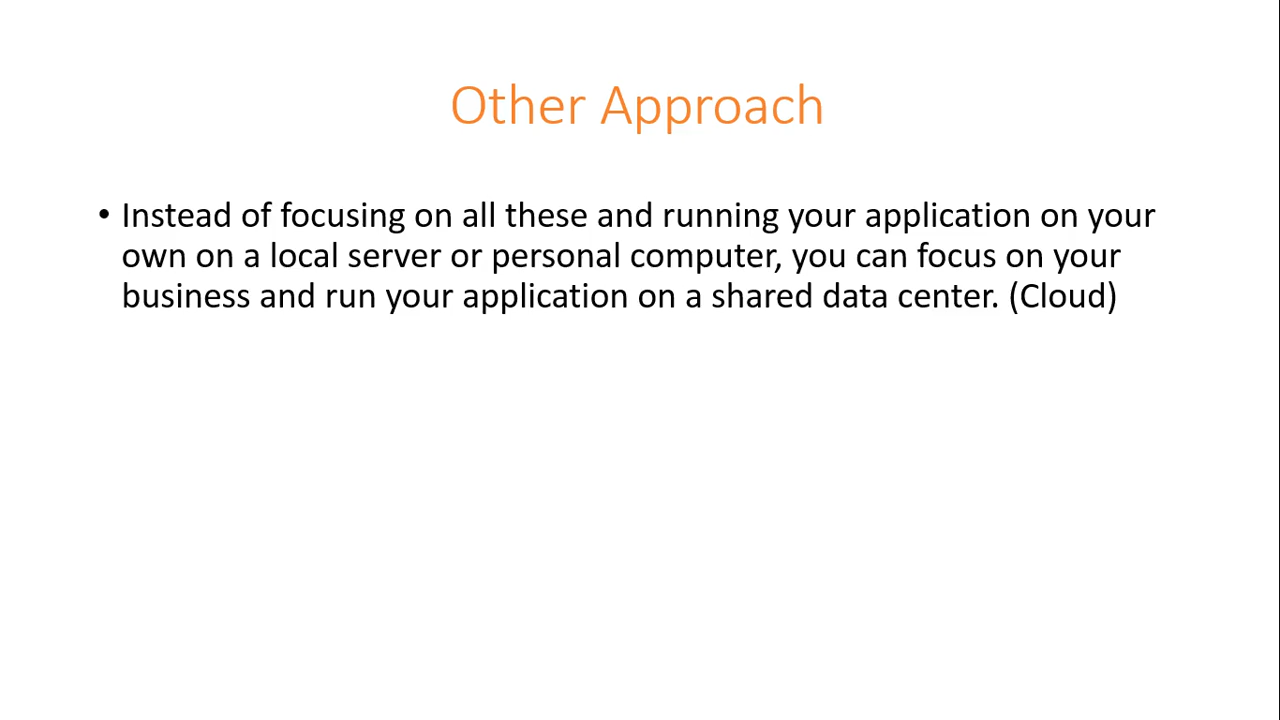 Other Approach
• Instead of focusing on all these and running your application on your
own on a local server or personal computer, you can focus on your
business and run your application on a shared data center. (Cloud)